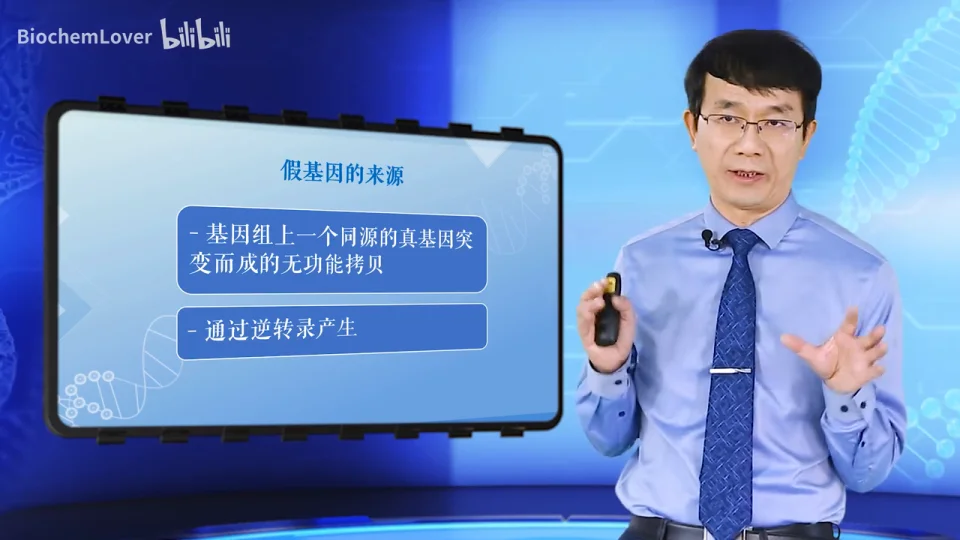 BiochemLover bilibili
假基因的来源
- 基因组上一个同源的真基因突
变而成的无功能拷贝
- 通过逆转录产生